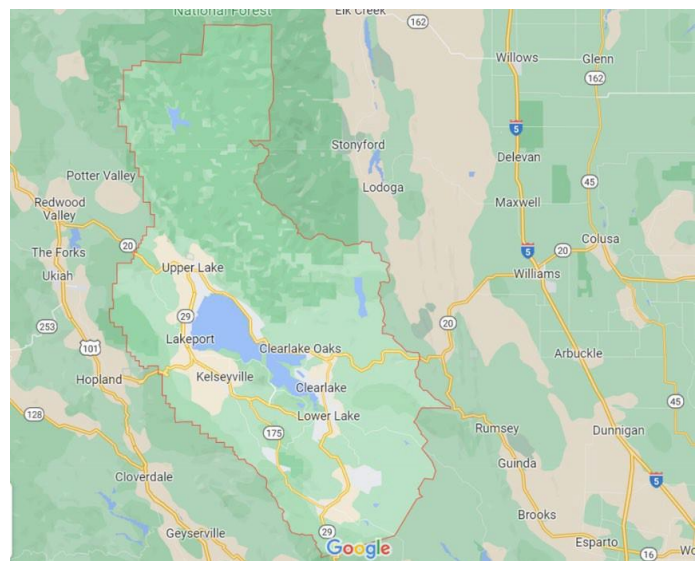 National Forest
Elk Creek
162
Willows
Glenn
162
5
Stonyford
Delevan
Potter Valley
Lodoga
45
Redwood
Valley
Maxwell
The Forks
20
Colusa
Upper Lake
5
20
Ukiah
Williams
29
253
20
Lakeport
101
Clearlake Oaks
Arbuckle
Hopland
Kelseyville
Clearlake
45
128
Lower Lake
175
Rumsey
Dunnigan
Guinda
Cloverdale
5
Brooks
Geyserville
29
Google
Esparto
16
Wo